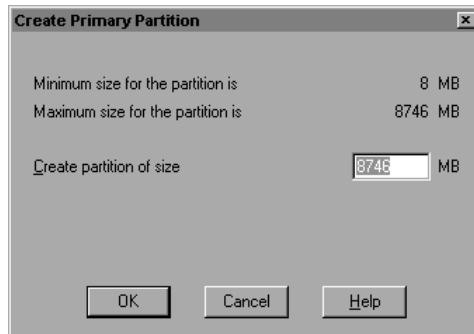 Create Primary Partition
Minimum size for the partition is 8 MB
Maximum size for the partition is 8746 MB
Create partition of size 8746 MB
OK Cancel Help